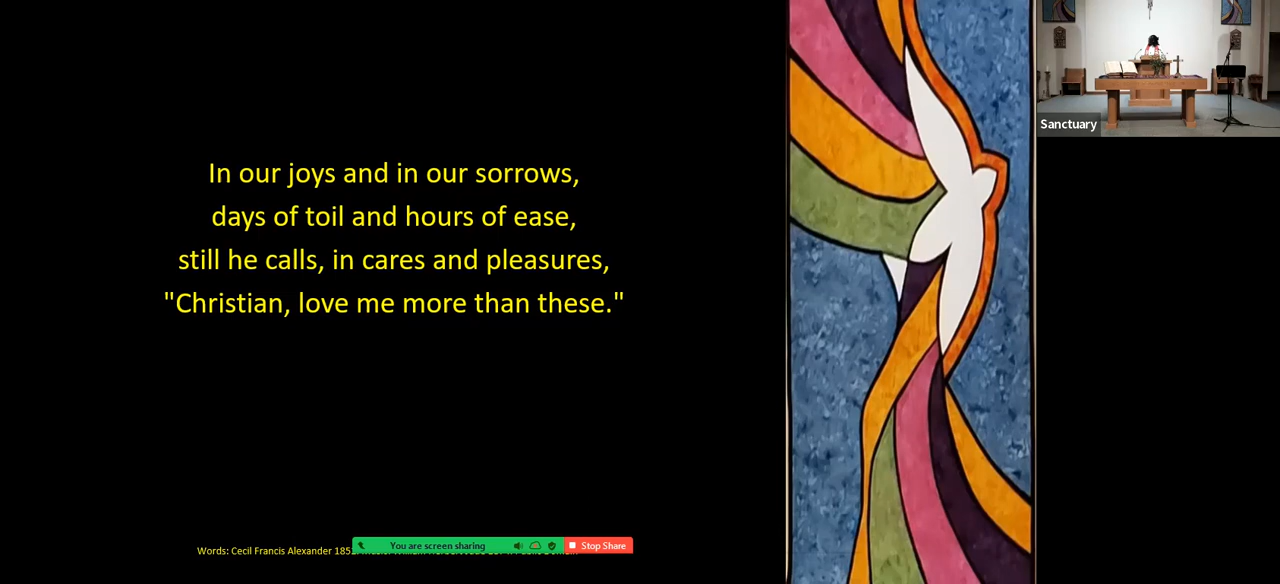 In our joys and in our sorrows,
days of toil and hours of ease,
still he calls, in cares and pleasures,
"Christian, love me more than these."
Sanctuary
Words: Cecil Francis Alexander 185
You are screen sharing
Stop Share